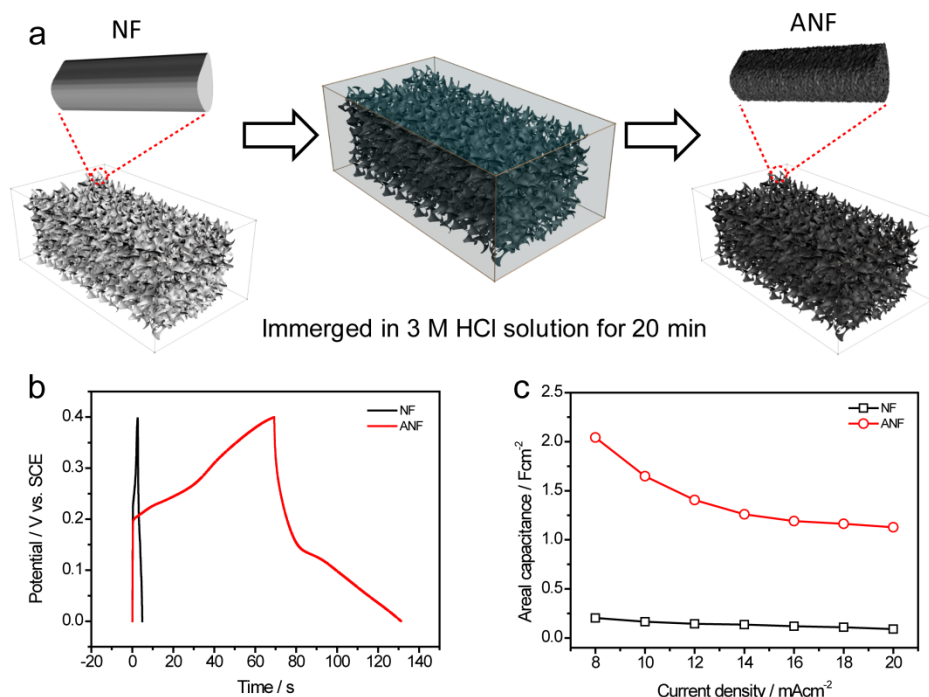 a
NF
ANF
Immerged in 3 M HCl solution for 20 min
b
NF
ANF
0.4
0.3
0.2
0.1
0.0
Potential / V vs. SCE
-20 0 20 40 60 80 100 120 140
Time / s
c
NF
ANF
2.5
2.0
1.5
1.0
0.5
0.0
Areal capacitance / Fcm⁻²
8 10 12 14 16 18 20
Current density / mAcm⁻²